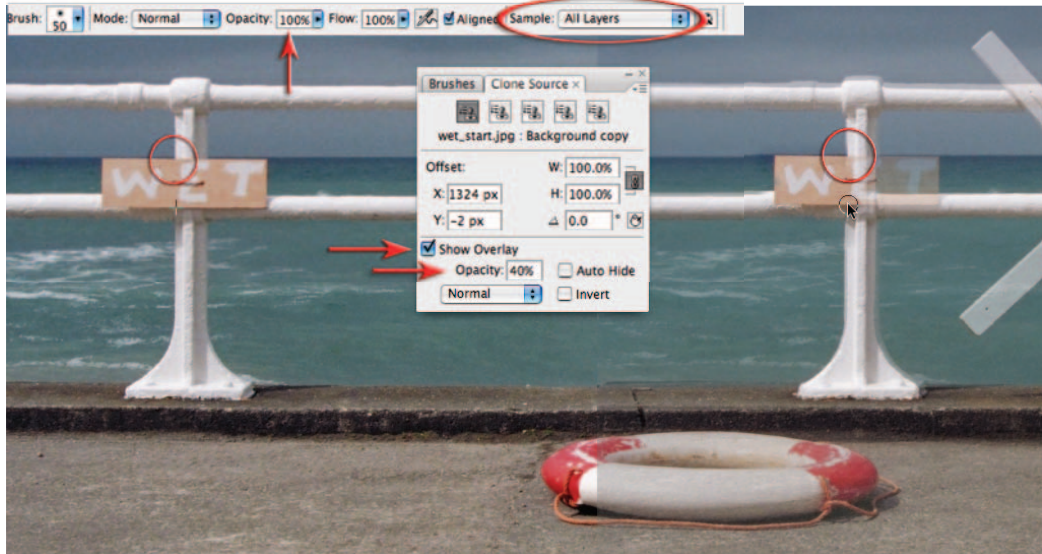 Brush: 50 Mode: Normal Opacity: 100% Flow: 100% Aligned Sample: All Layers
Brushes Clone Source ×
wet_start.jpg : Background copy
Offset: W: 100.0%
X: 1324 px H: 100.0%
Y: -2 px 0.0 °
Show Overlay
Opacity: 40% Auto Hide
Normal Invert
WET
WET